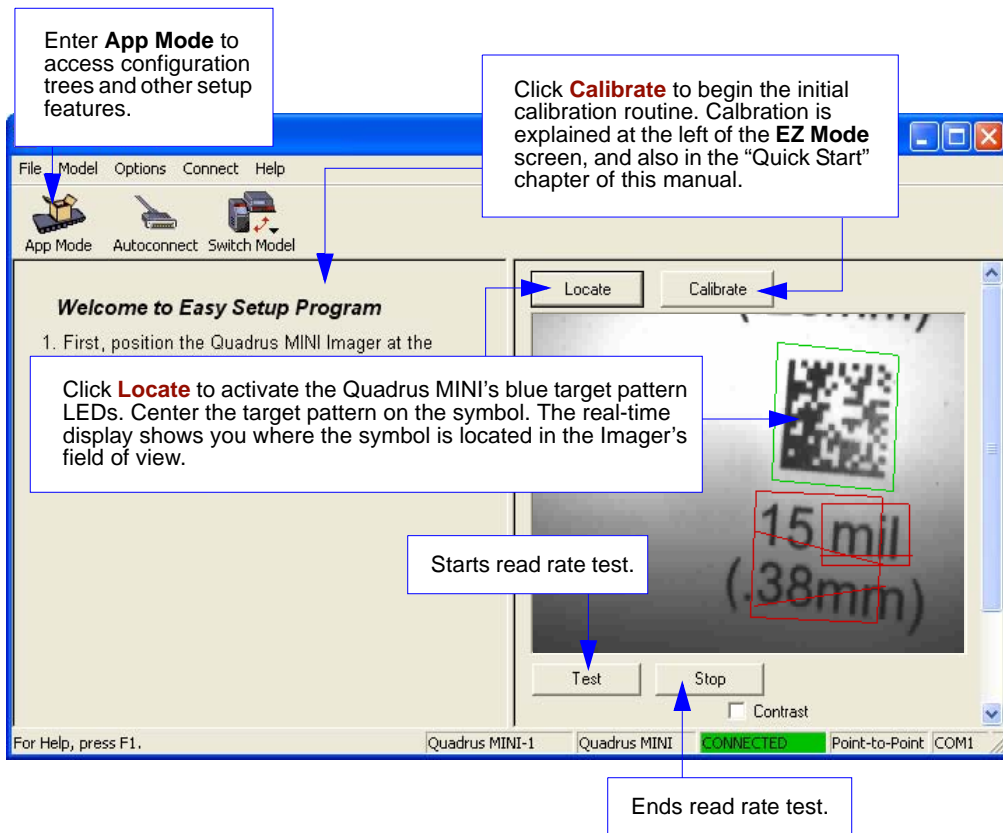 Enter App Mode to
access configuration
trees and other setup
features.
Click Calibrate to begin the initial
calibration routine. Calbration is
explained at the left of the EZ Mode
screen, and also in the “Quick Start”
chapter of this manual.
File Model Options Connect Help
App Mode Autoconnect Switch Model
Welcome to Easy Setup Program
1. First, position the Quadrus MINI Imager at the
Locate Calibrate
Click Locate to activate the Quadrus MINI’s blue target pattern
LEDs. Center the target pattern on the symbol. The real-time
display shows you where the symbol is located in the Imager’s
field of view.
15 mil
(.38mm)
Starts read rate test.
Test Stop
Contrast
For Help, press F1. Quadrus MINI-1 Quadrus MINI CONNECTED Point-to-Point COM1
Ends read rate test.